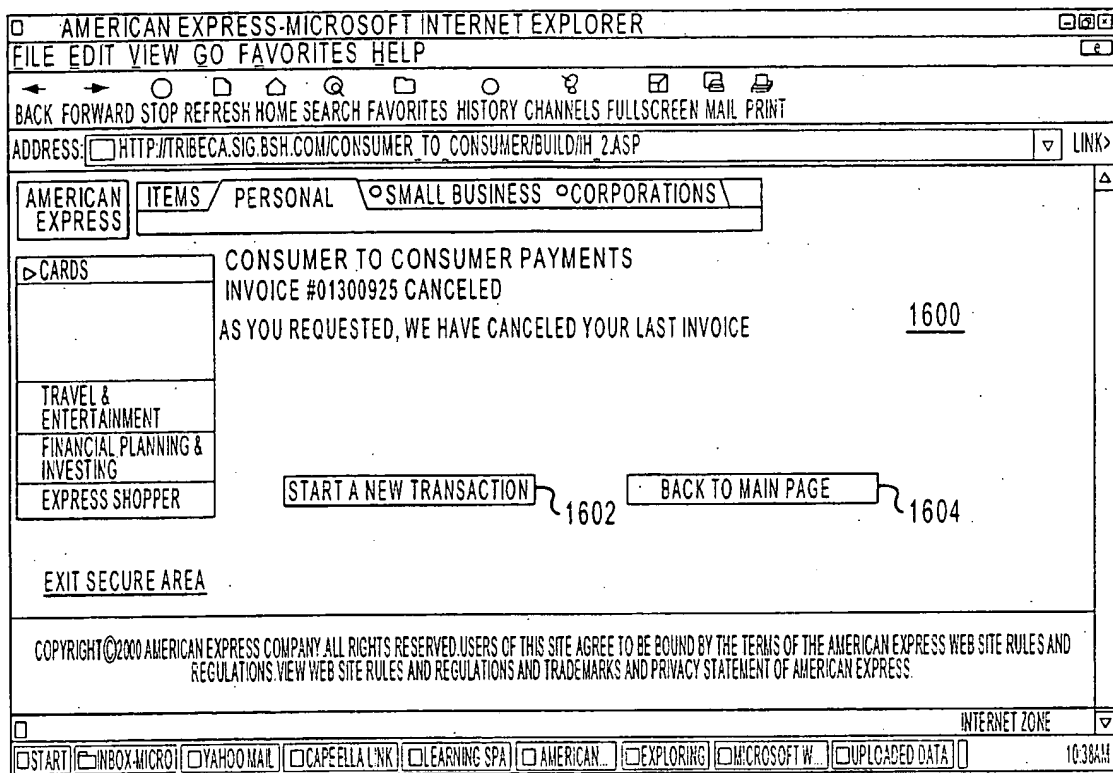 AMERICAN EXPRESS-MICROSOFT INTERNET EXPLORER
FILE EDIT VIEW GO FAVORITES HELP
BACK FORWARD STOP REFRESH HOME SEARCH FAVORITES HISTORY CHANNELS FULLSCREEN MAIL PRINT
ADDRESS: HTTP://TRIBECA.SIG.BSH.COM/CONSUMER_TO_CONSUMER/BUILD/IH_2.ASP LINK>
AMERICAN EXPRESS
ITEMS PERSONAL SMALL BUSINESS CORPORATIONS
CARDS
TRAVEL &
ENTERTAINMENT
FINANCIAL PLANNING &
INVESTING
EXPRESS SHOPPER
CONSUMER TO CONSUMER PAYMENTS
INVOICE #01300925 CANCELED
AS YOU REQUESTED, WE HAVE CANCELED YOUR LAST INVOICE
1600
START A NEW TRANSACTION
1602
BACK TO MAIN PAGE
1604
EXIT SECURE AREA
COPYRIGHT©2000 AMERICAN EXPRESS COMPANY.ALL RIGHTS RESERVED.USERS OF THIS SITE AGREE TO BE BOUND BY THE TERMS OF THE AMERICAN EXPRESS WEB SITE RULES AND
REGULATIONS.VIEW WEB SITE RULES AND REGULATIONS AND TRADEMARKS AND PRIVACY STATEMENT OF AMERICAN EXPRESS.
INTERNET ZONE
START INBOX-MICRO YAHOO MAIL CAPEELLA LINK LEARNING SPA AMERICAN... EXPLORING MICROSOFT W... UPLOADED DATA 10:38AM